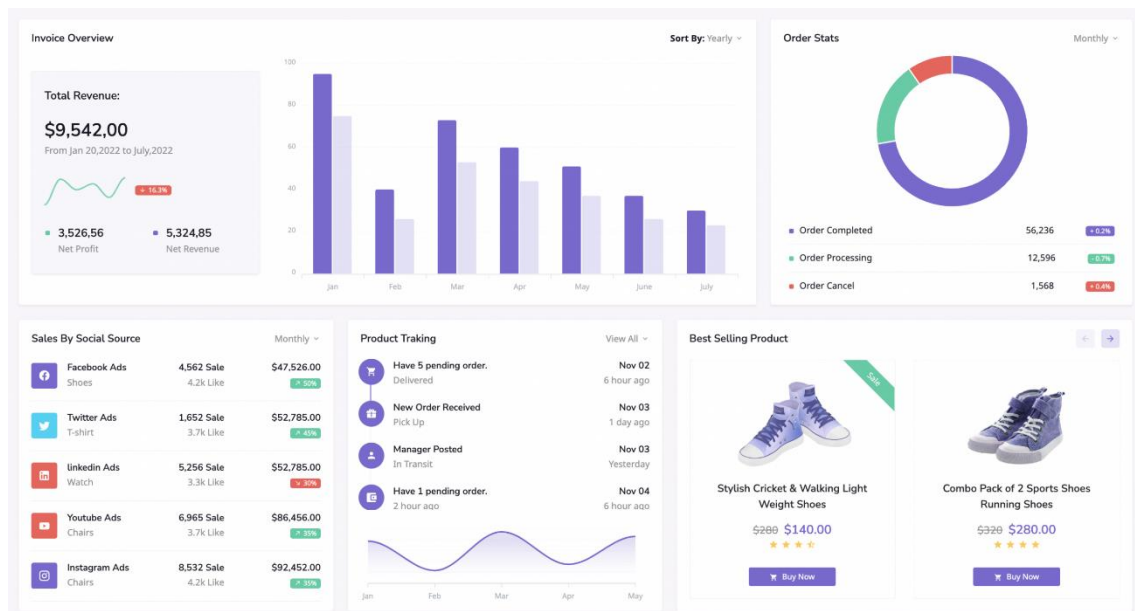 Invoice Overview
Sort By: Yearly
Total Revenue:
$9,542,00
From Jan 20,2022 to July,2022
16.3%
3,526,56
Net Profit
5,324,85
Net Revenue
100
80
60
40
20
0
Jan Feb Mar Apr May June July
Order Stats
Monthly
Order Completed 56,236 + 0.2%
Order Processing 12,596 - 0.7%
Order Cancel 1,568 + 0.4%
Sales By Social Source
Monthly
Facebook Ads 4,562 Sale $47,526.00
Shoes 4.2k Like 50%
Twitter Ads 1,652 Sale $52,785.00
T-shirt 3.7k Like 45%
linkedin Ads 5,256 Sale $52,785.00
Watch 3.3k Like 30%
Youtube Ads 6,965 Sale $86,456.00
Chairs 3.7k Like 35%
Instagram Ads 8,532 Sale $92,452.00
Chairs 4.2k Like 35%
Product Traking
View All
Have 5 pending order. Nov 02
Delivered 6 hour ago
New Order Received Nov 03
Pick Up 1 day ago
Manager Posted Nov 03
In Transit Yesterday
Have 1 pending order. Nov 04
2 hour ago 6 hour ago
Jan Feb Mar Apr May
Best Selling Product
Sale
Stylish Cricket & Walking Light
Weight Shoes
$280 $140.00
Buy Now
Combo Pack of 2 Sports Shoes
Running Shoes
$320 $280.00
Buy Now